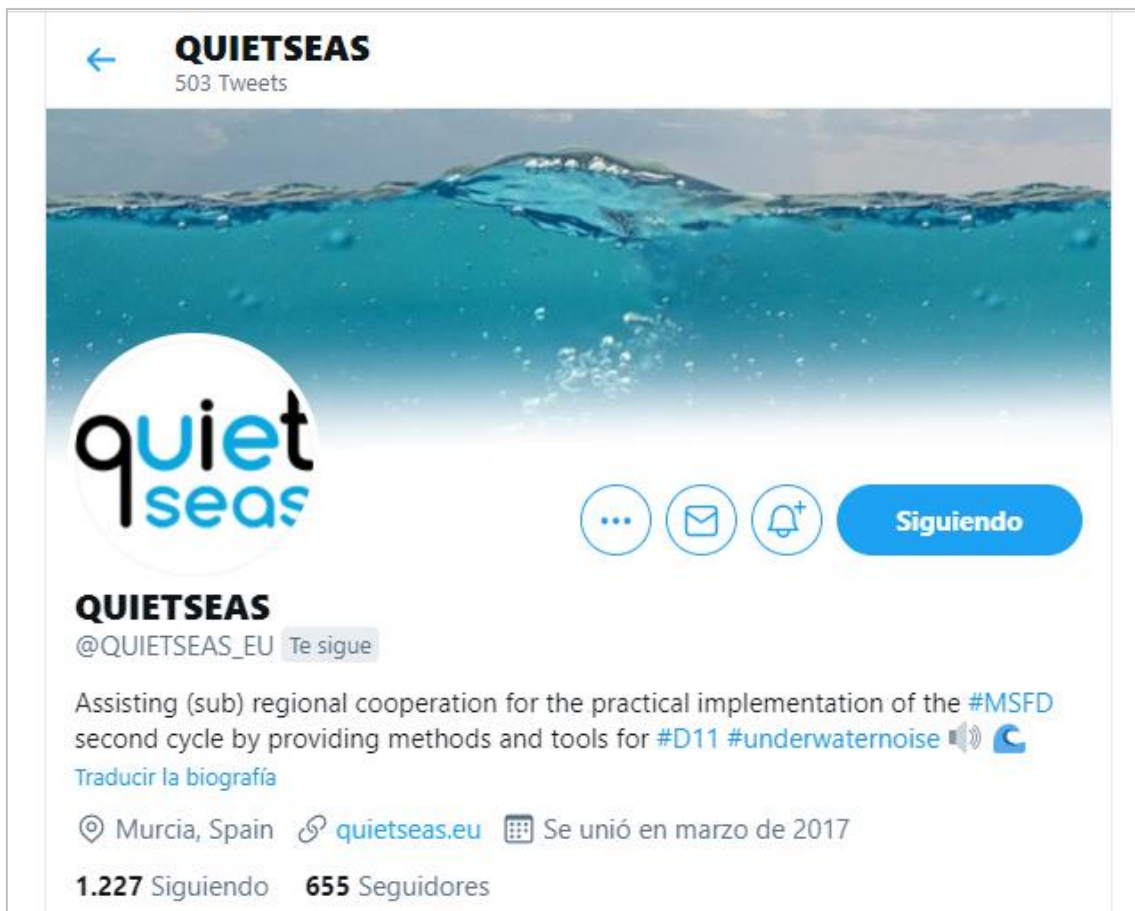 QUIETSEAS
503 Tweets
quiet
seas
Siguiendo
QUIETSEAS
@QUIETSEAS_EU Te sigue
Assisting (sub) regional cooperation for the practical implementation of the #MSFD
second cycle by providing methods and tools for #D11 #underwaternoise 🔊 🌊
Traducir la biografía
Murcia, Spain quietseas.eu Se unió en marzo de 2017
1.227 Siguiendo 655 Seguidores